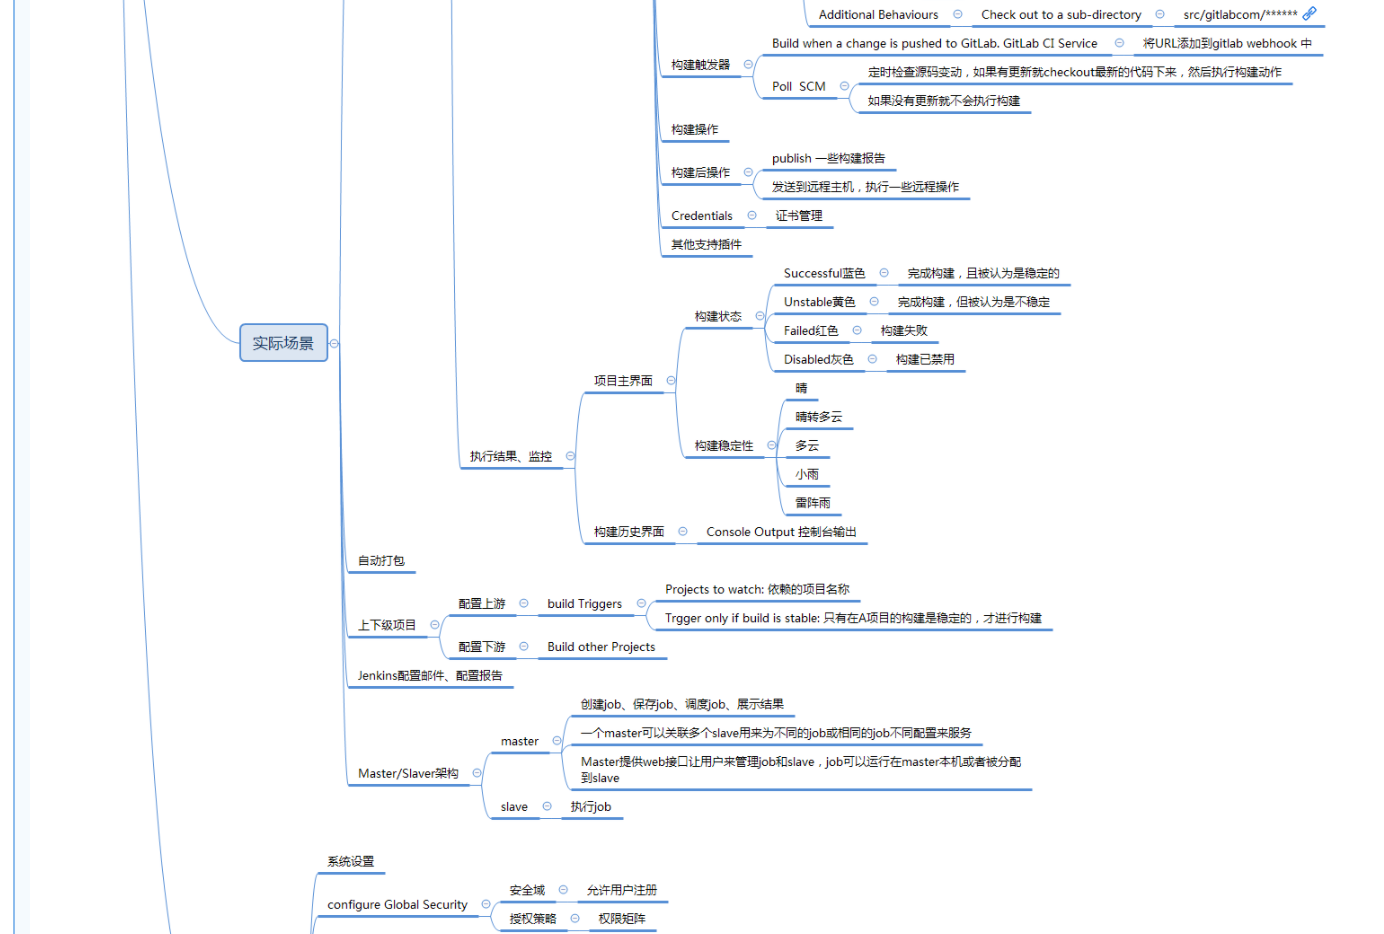 Additional Behaviours
Check out to a sub-directory
src/gitlabcom/******
构建触发器
Build when a change is pushed to GitLab. GitLab CI Service
将URL添加到gitlab webhook 中
Poll SCM
定时检查源码变动，如果有更新就checkout最新的代码下来，然后执行构建动作
如果没有更新就不会执行构建
构建操作
构建后操作
publish 一些构建报告
发送到远程主机，执行一些远程操作
Credentials
证书管理
其他支持插件
实际场景
执行结果、监控
项目主界面
构建状态
Successful蓝色
完成构建，且被认为是稳定的
Unstable黄色
完成构建，但被认为是不稳定
Failed红色
构建失败
Disabled灰色
构建已禁用
构建稳定性
晴
晴转多云
多云
小雨
雷阵雨
构建历史界面
Console Output 控制台输出
自动打包
上下级项目
配置上游
build Triggers
Projects to watch: 依赖的项目名称
Trgger only if build is stable: 只有在A项目的构建是稳定的，才进行构建
配置下游
Build other Projects
Jenkins配置邮件、配置报告
Master/Slaver架构
master
创建job、保存job、调度job、展示结果
一个master可以关联多个slave用来为不同的job或相同的job不同配置来服务
Master提供web接口让用户来管理job和slave，job可以运行在master本机或者被分配
到slave
slave
执行job
系统设置
configure Global Security
安全域
允许用户注册
授权策略
权限矩阵